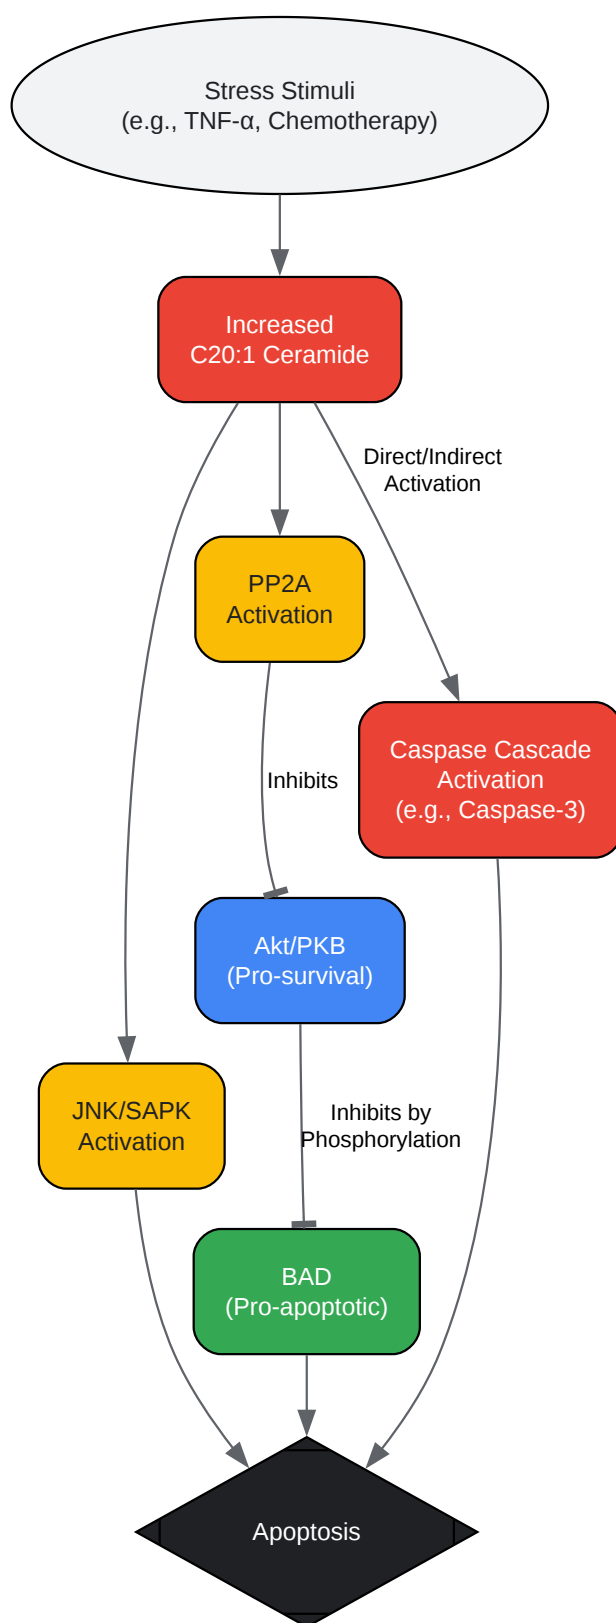 Stress Stimuli
(e.g., TNF-α, Chemotherapy)
Increased
C20:1 Ceramide
Direct/Indirect
Activation
PP2A
Activation
Caspase Cascade
Activation
(e.g., Caspase-3)
Inhibits
Akt/PKB
(Pro-survival)
JNK/SAPK
Activation
Inhibits by
Phosphorylation
BAD
(Pro-apoptotic)
Apoptosis